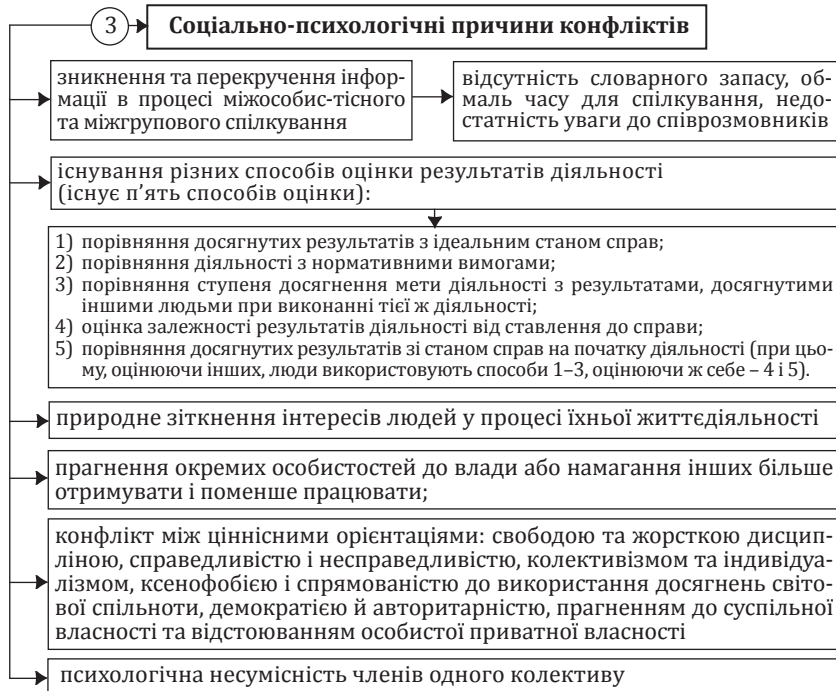 3 Соціально-психологічні причини конфліктів
зникнення та перекручення інфор-
мації в процесі міжособис-тісного
та міжгрупового спілкування
відсутність словарного запасу, об-
маль часу для спілкування, недо-
статність уваги до співрозмовників
існування різних способів оцінки результатів діяльності
(існує п’ять способів оцінки):
1) порівняння досягнутих результатів з ідеальним станом справ;
2) порівняння діяльності з нормативними вимогами;
3) порівняння ступеня досягнення мети діяльності з результатами, досягнутими
іншими людьми при виконанні тієї ж діяльності;
4) оцінка залежності результатів діяльності від ставлення до справи;
5) порівняння досягнутих результатів зі станом справ на початку діяльності (при цьо-
му, оцінюючи інших, люди використовують способи 1–3, оцінюючи ж себе – 4 і 5).
природне зіткнення інтересів людей у процесі їхньої життєдіяльності
прагнення окремих особистостей до влади або намагання інших більше
отримувати і поменше працювати;
конфлікт між ціннісними орієнтаціями: свободою та жорсткою дисцип-
ліною, справедливістю і несправедливістю, колективізмом та індивідуа-
лізмом, ксенофобією і спрямованістю до використання досягнень світо-
вої спільноти, демократією й авторитарністю, прагненням до суспільної
власності та відстоюванням особистої приватної власності
психологічна несумісність членів одного колективу